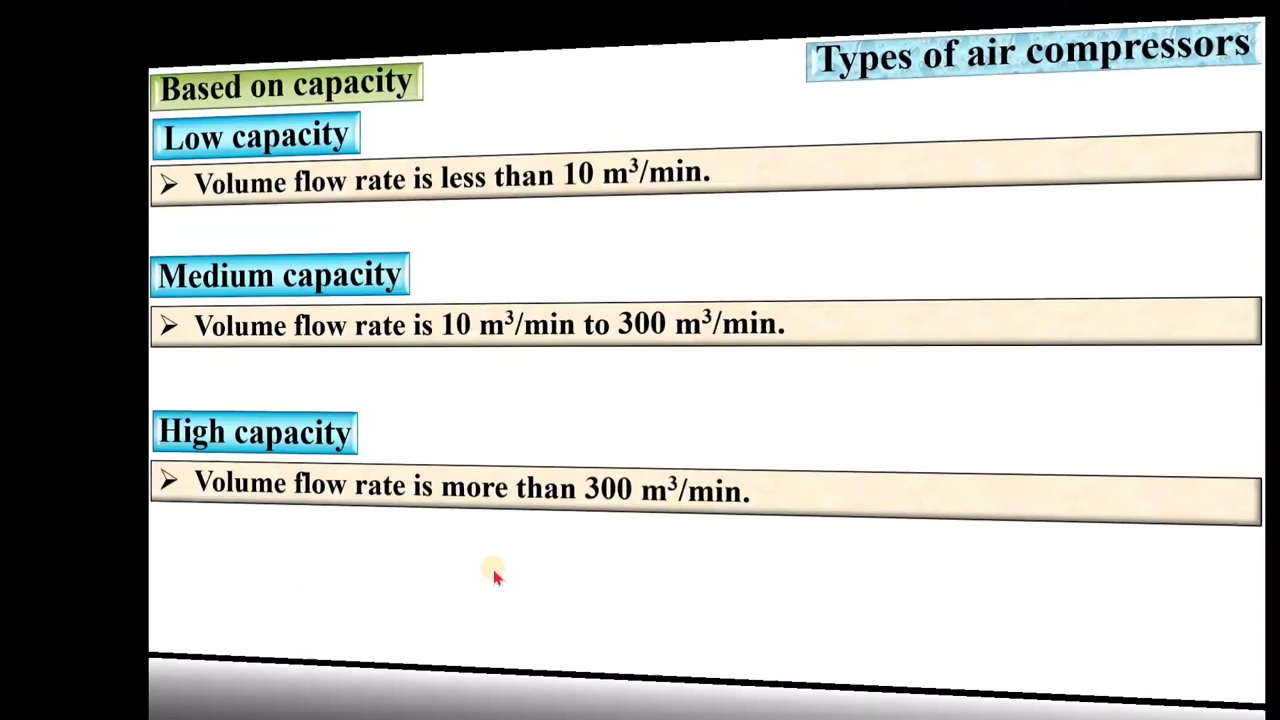 Types of air compressors
Based on capacity
Low capacity
➢ Volume flow rate is less than 10 m³/min.
Medium capacity
➢ Volume flow rate is 10 m³/min to 300 m³/min.
High capacity
➢ Volume flow rate is more than 300 m³/min.